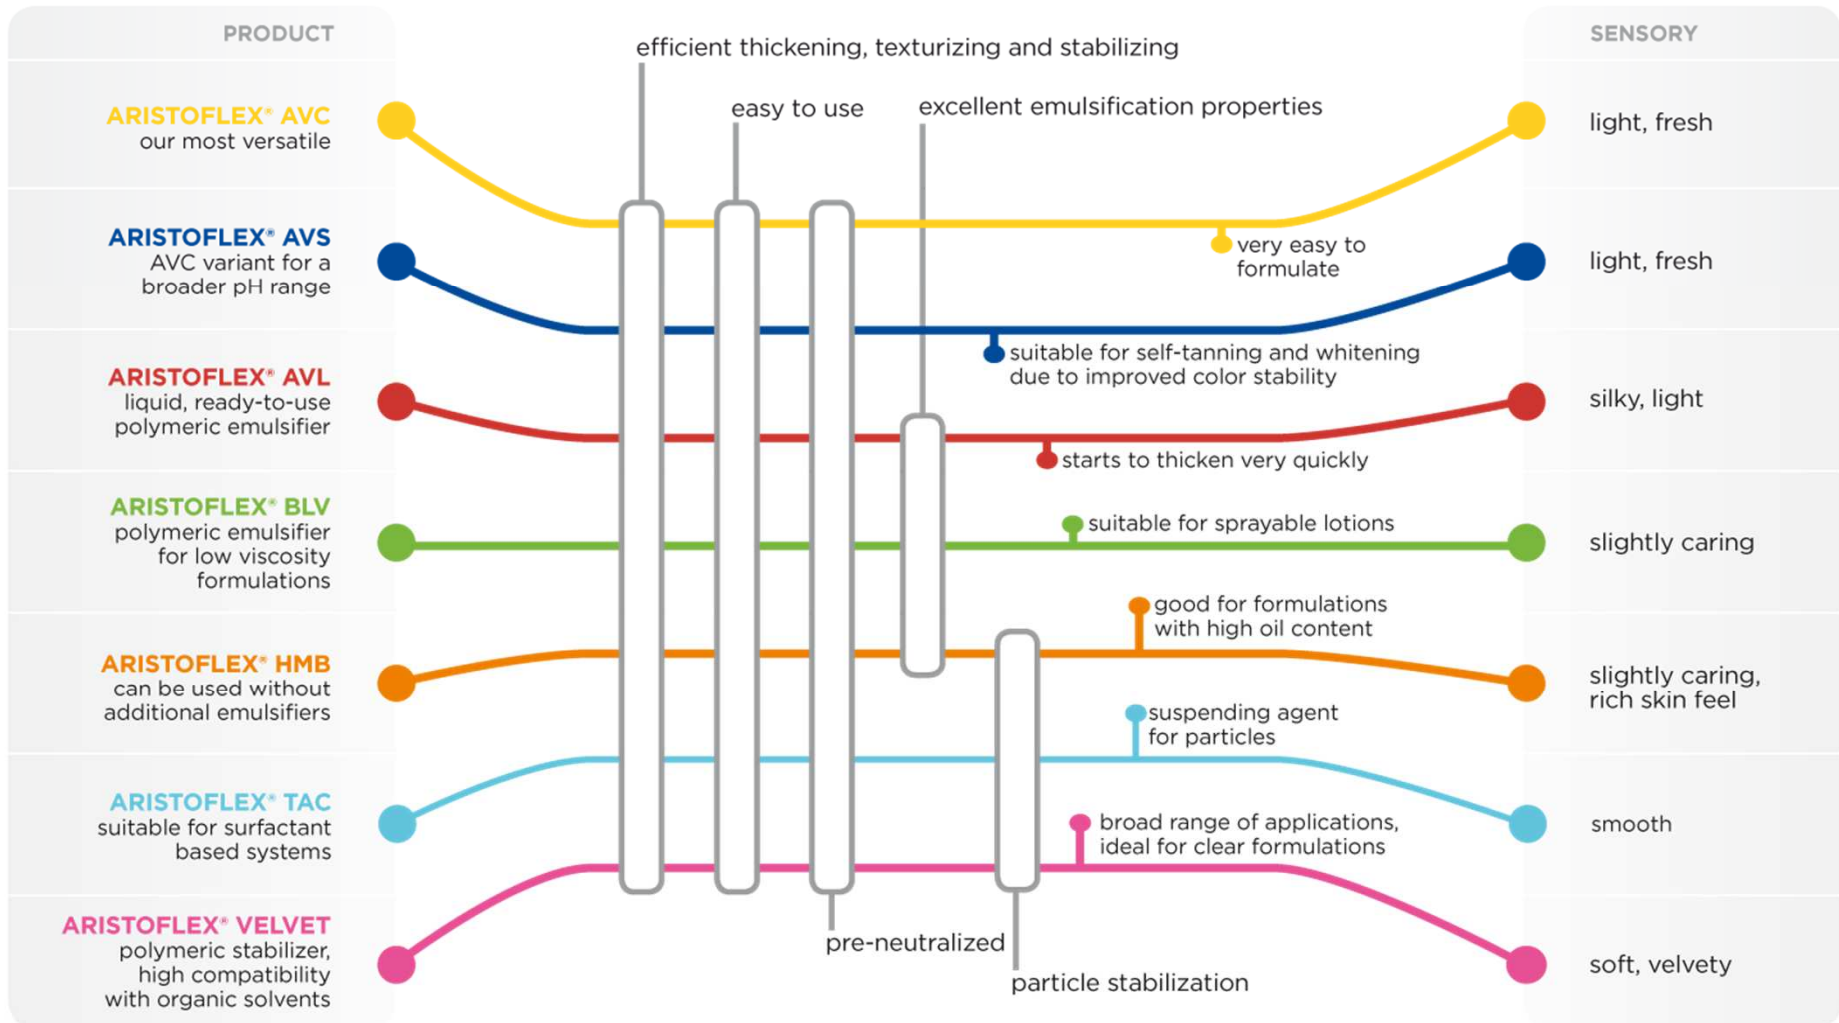 PRODUCT
SENSORY
efficient thickening, texturizing and stabilizing
easy to use
excellent emulsification properties
ARISTOFLEX® AVC
our most versatile
light, fresh
very easy to
formulate
ARISTOFLEX® AVS
AVC variant for a
broader pH range
light, fresh
suitable for self-tanning and whitening
due to improved color stability
ARISTOFLEX® AVL
liquid, ready-to-use
polymeric emulsifier
silky, light
starts to thicken very quickly
ARISTOFLEX® BLV
polymeric emulsifier
for low viscosity
formulations
suitable for sprayable lotions
slightly caring
ARISTOFLEX® HMB
can be used without
additional emulsifiers
good for formulations
with high oil content
slightly caring,
rich skin feel
ARISTOFLEX® TAC
suitable for surfactant
based systems
suspending agent
for particles
smooth
ARISTOFLEX® VELVET
polymeric stabilizer,
high compatibility
with organic solvents
broad range of applications,
ideal for clear formulations
soft, velvety
pre-neutralized
particle stabilization